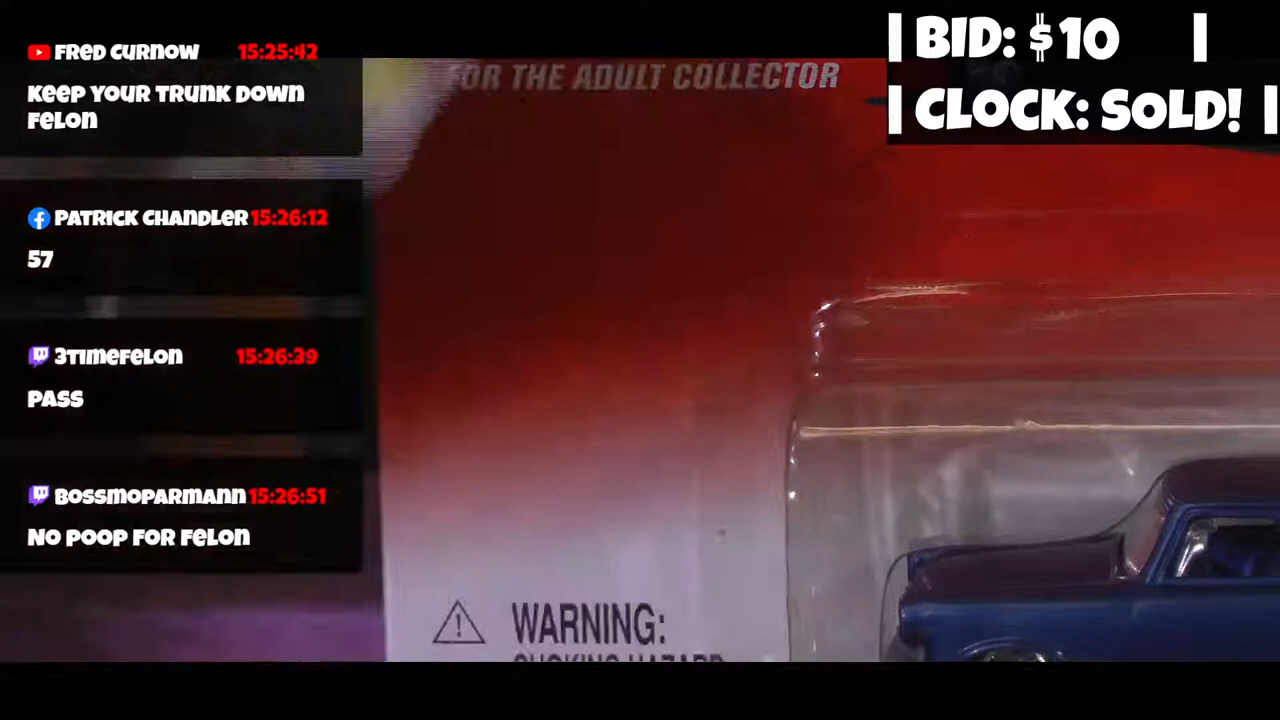 FRED CURNOW 15:25:42
KEEP YOUR TRUNK DOWN
FELON
PATRICK CHANDLER 15:26:12
57
3TIMEFELON 15:26:39
PASS
BOSSMOPARMANN 15:26:51
NO POOP FOR FELON
| BID: $10 |
| CLOCK: SOLD! |
FOR THE ADULT COLLECTOR
WARNING:
CHOKING HAZARD